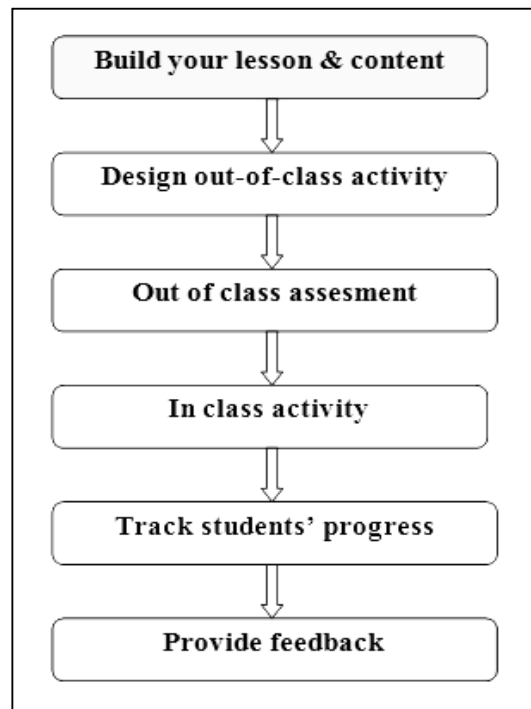 Build your lesson & content
Design out-of-class activity
Out of class assesment
In class activity
Track students’ progress
Provide feedback